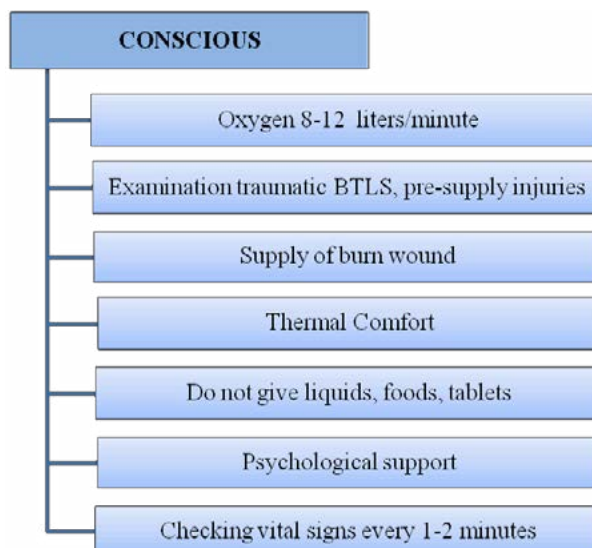 CONSCIOUS
Oxygen 8-12 liters/minute
Examination traumatic BTLS, pre-supply injuries
Supply of burn wound
Thermal Comfort
Do not give liquids, foods, tablets
Psychological support
Checking vital signs every 1-2 minutes